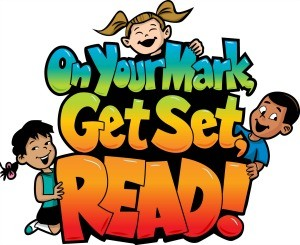 On Your Mark,
Get Set,
READ!